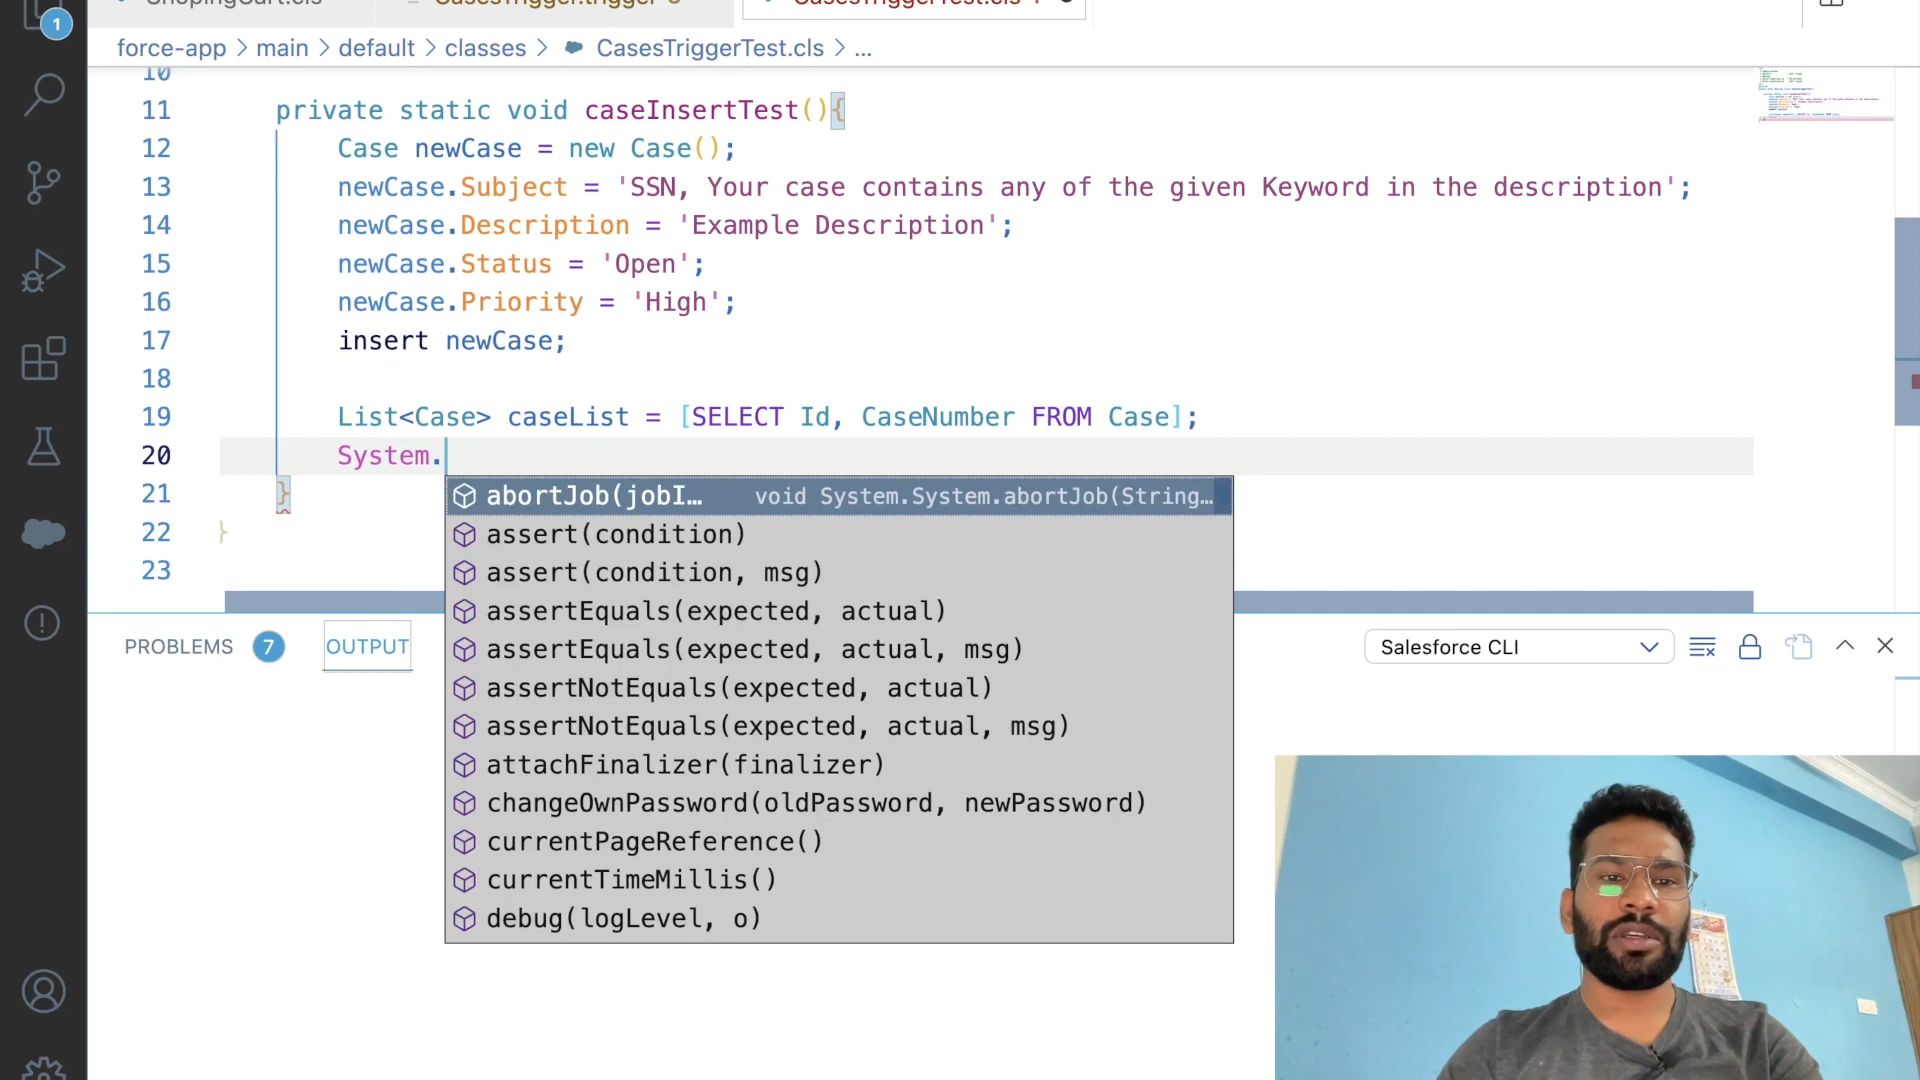 1
ShopingCart.cls
CasesTrigger.trigger 6
CasesTriggerTest.cls 1
force-app > main > default > classes > CasesTriggerTest.cls > ...
10
11 private static void caseInsertTest(){
12 Case newCase = new Case();
13 newCase.Subject = 'SSN, Your case contains any of the given Keyword in the description';
14 newCase.Description = 'Example Description';
15 newCase.Status = 'Open';
16 newCase.Priority = 'High';
17 insert newCase;
18
19 List<Case> caseList = [SELECT Id, CaseNumber FROM Case];
20 System.
21 }
22 }
23
abortJob(jobI… void System.System.abortJob(String…
assert(condition)
assert(condition, msg)
assertEquals(expected, actual)
assertEquals(expected, actual, msg)
assertNotEquals(expected, actual)
assertNotEquals(expected, actual, msg)
attachFinalizer(finalizer)
changeOwnPassword(oldPassword, newPassword)
currentPageReference()
currentTimeMillis()
debug(logLevel, o)
PROBLEMS 7 OUTPUT
Salesforce CLI